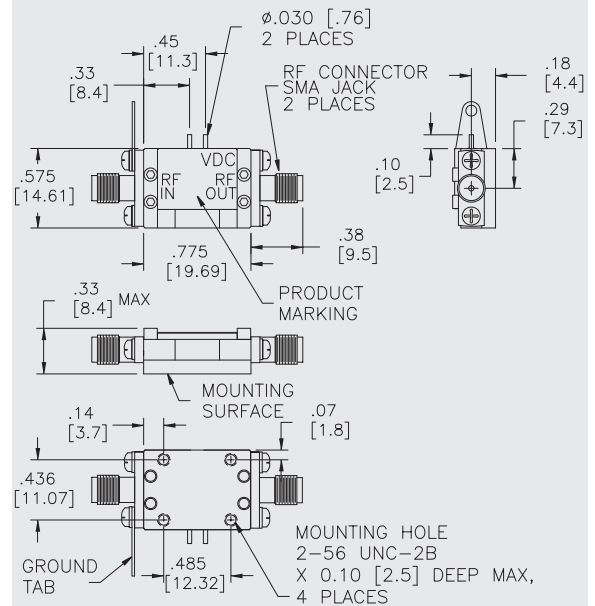 ø.030 [.76]
2 PLACES
.45
[11.3]
.33
[8.4]
RF CONNECTOR
SMA JACK
2 PLACES
.18
[4.4]
.29
[7.3]
.10
[2.5]
VDC
RF
IN
RF
OUT
.575
[14.61]
.775
[19.69]
.38
[9.5]
PRODUCT
MARKING
.33
[8.4] MAX
MOUNTING
SURFACE
.14
[3.7]
.07
[1.8]
.436
[11.07]
GROUND
TAB
.485
[12.32]
MOUNTING HOLE
2-56 UNC-2B
X 0.10 [2.5] DEEP MAX,
4 PLACES